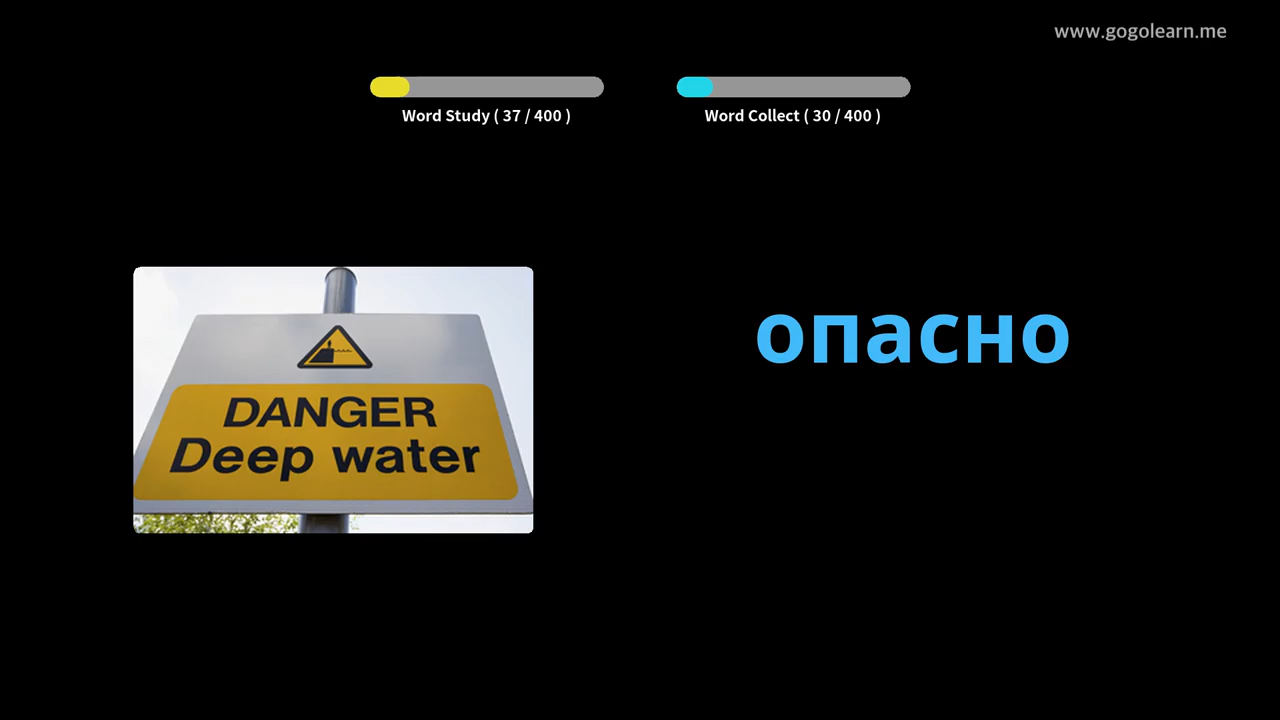 www.gogolearn.me
Word Study ( 37 / 400 )
Word Collect ( 30 / 400 )
DANGER
Deep water
опасно